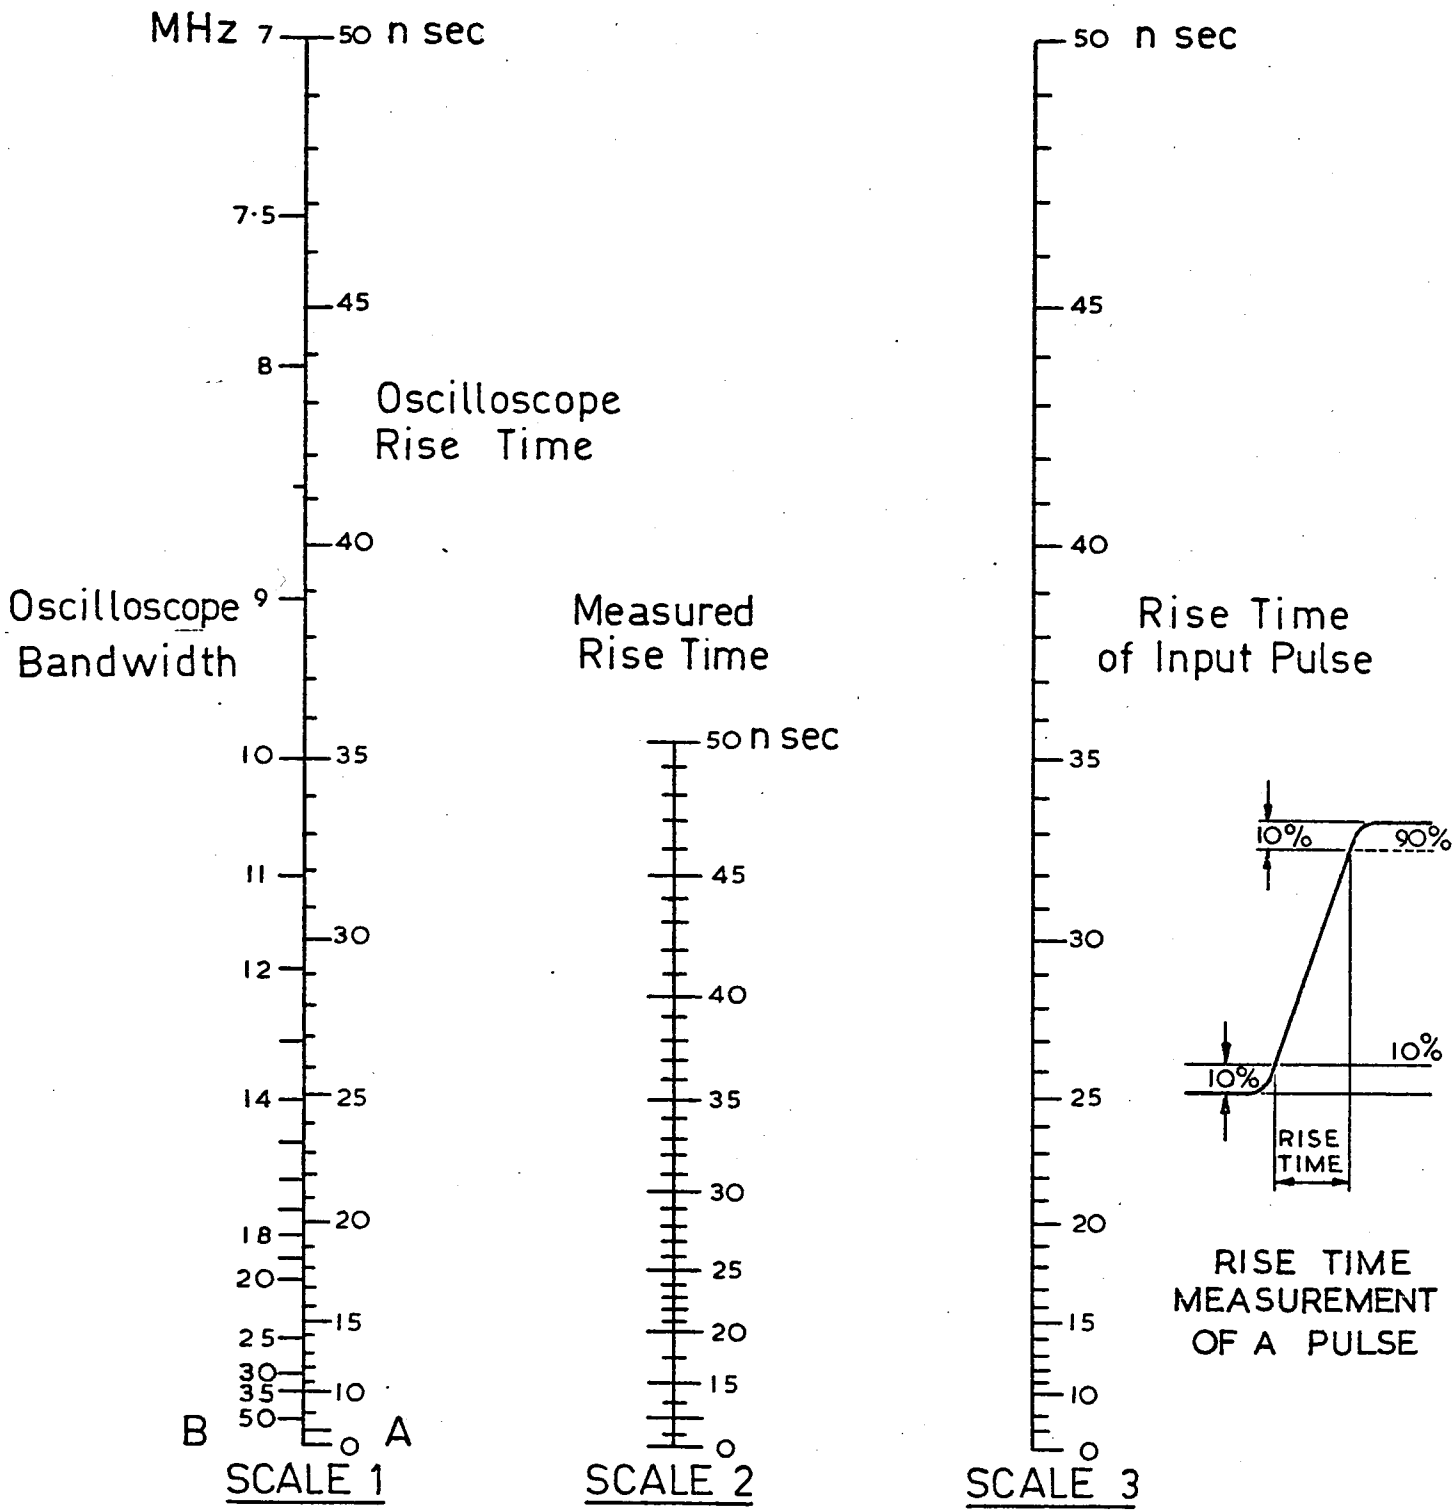 MHz 7 50 n sec
7·5
45
8
Oscilloscope
Rise Time
40
9
Oscilloscope
Bandwidth
10 35
11
30
12
14 25
18 20
20
15
25
30
35 10
50
B A
0
SCALE 1
Measured
Rise Time
50 n sec
45
40
35
30
25
20
15
0
SCALE 2
50 n sec
45
40
Rise Time
of Input Pulse
35
30
25
20
15
10
0
SCALE 3
10% 90%
10%
10%
RISE
TIME
RISE TIME
MEASUREMENT
OF A PULSE